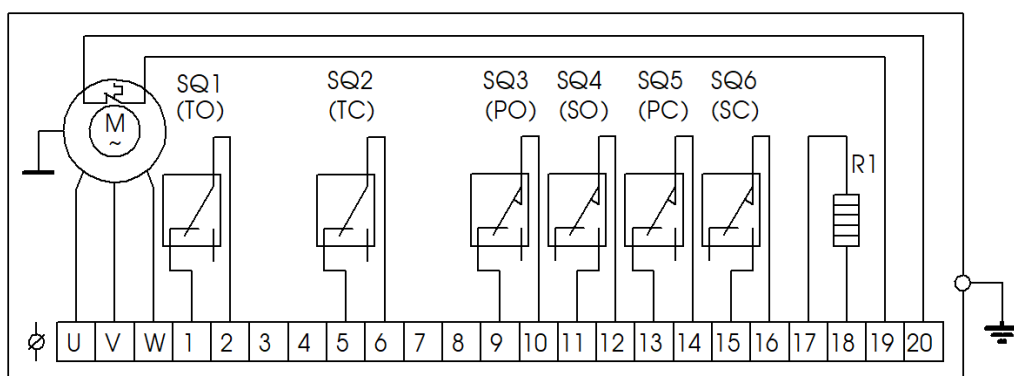 SQ1 SQ2 SQ3 SQ4 SQ5 SQ6
(TO) (TC) (PO) (SO) (PC) (SC)
M
~
R1
U V W 1 2 3 4 5 6 7 8 9 10 11 12 13 14 15 16 17 18 19 20